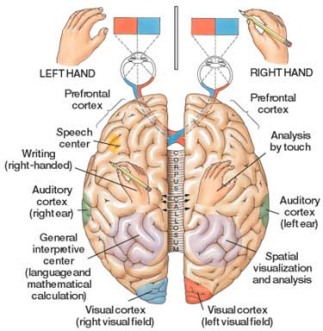 LEFT HAND
RIGHT HAND
Prefrontal
cortex
Prefrontal
cortex
Speech
center
Analysis
by touch
Writing
(right-handed)
Auditory
cortex
(right ear)
Auditory
cortex
(left ear)
General
interpretive
center
(language and
mathematical
calculation)
Spatial
visualization
and analysis
Visual cortex
(right visual field)
Visual cortex
(left visual field)
CORPUS CALLOSUM